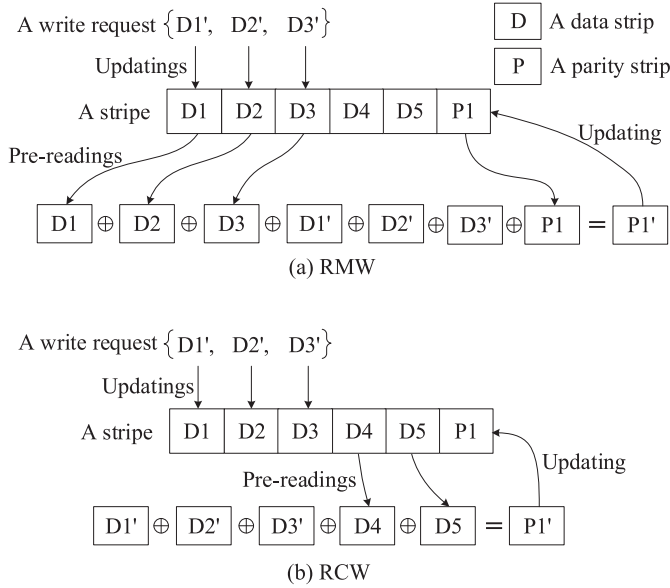 A write request {D1', D2', D3'}
D A data strip
Updatings
P A parity strip
A stripe D1 D2 D3 D4 D5 P1
Updating
Pre-readings
D1 ⊕ D2 ⊕ D3 ⊕ D1' ⊕ D2' ⊕ D3' ⊕ P1 = P1'
(a) RMW
A write request {D1', D2', D3'}
Updatings
A stripe D1 D2 D3 D4 D5 P1
Pre-readings
Updating
D1' ⊕ D2' ⊕ D3' ⊕ D4 ⊕ D5 = P1'
(b) RCW